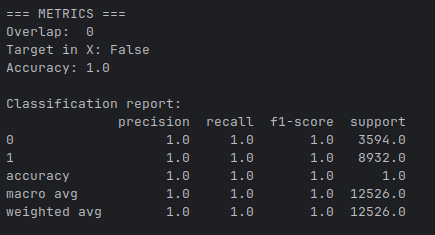 === METRICS ===
Overlap:  0
Target in X: False
Accuracy: 1.0

Classification report:
              precision  recall  f1-score  support
0                   1.0     1.0       1.0   3594.0
1                   1.0     1.0       1.0   8932.0
accuracy            1.0     1.0       1.0      1.0
macro avg           1.0     1.0       1.0  12526.0
weighted avg        1.0     1.0       1.0  12526.0